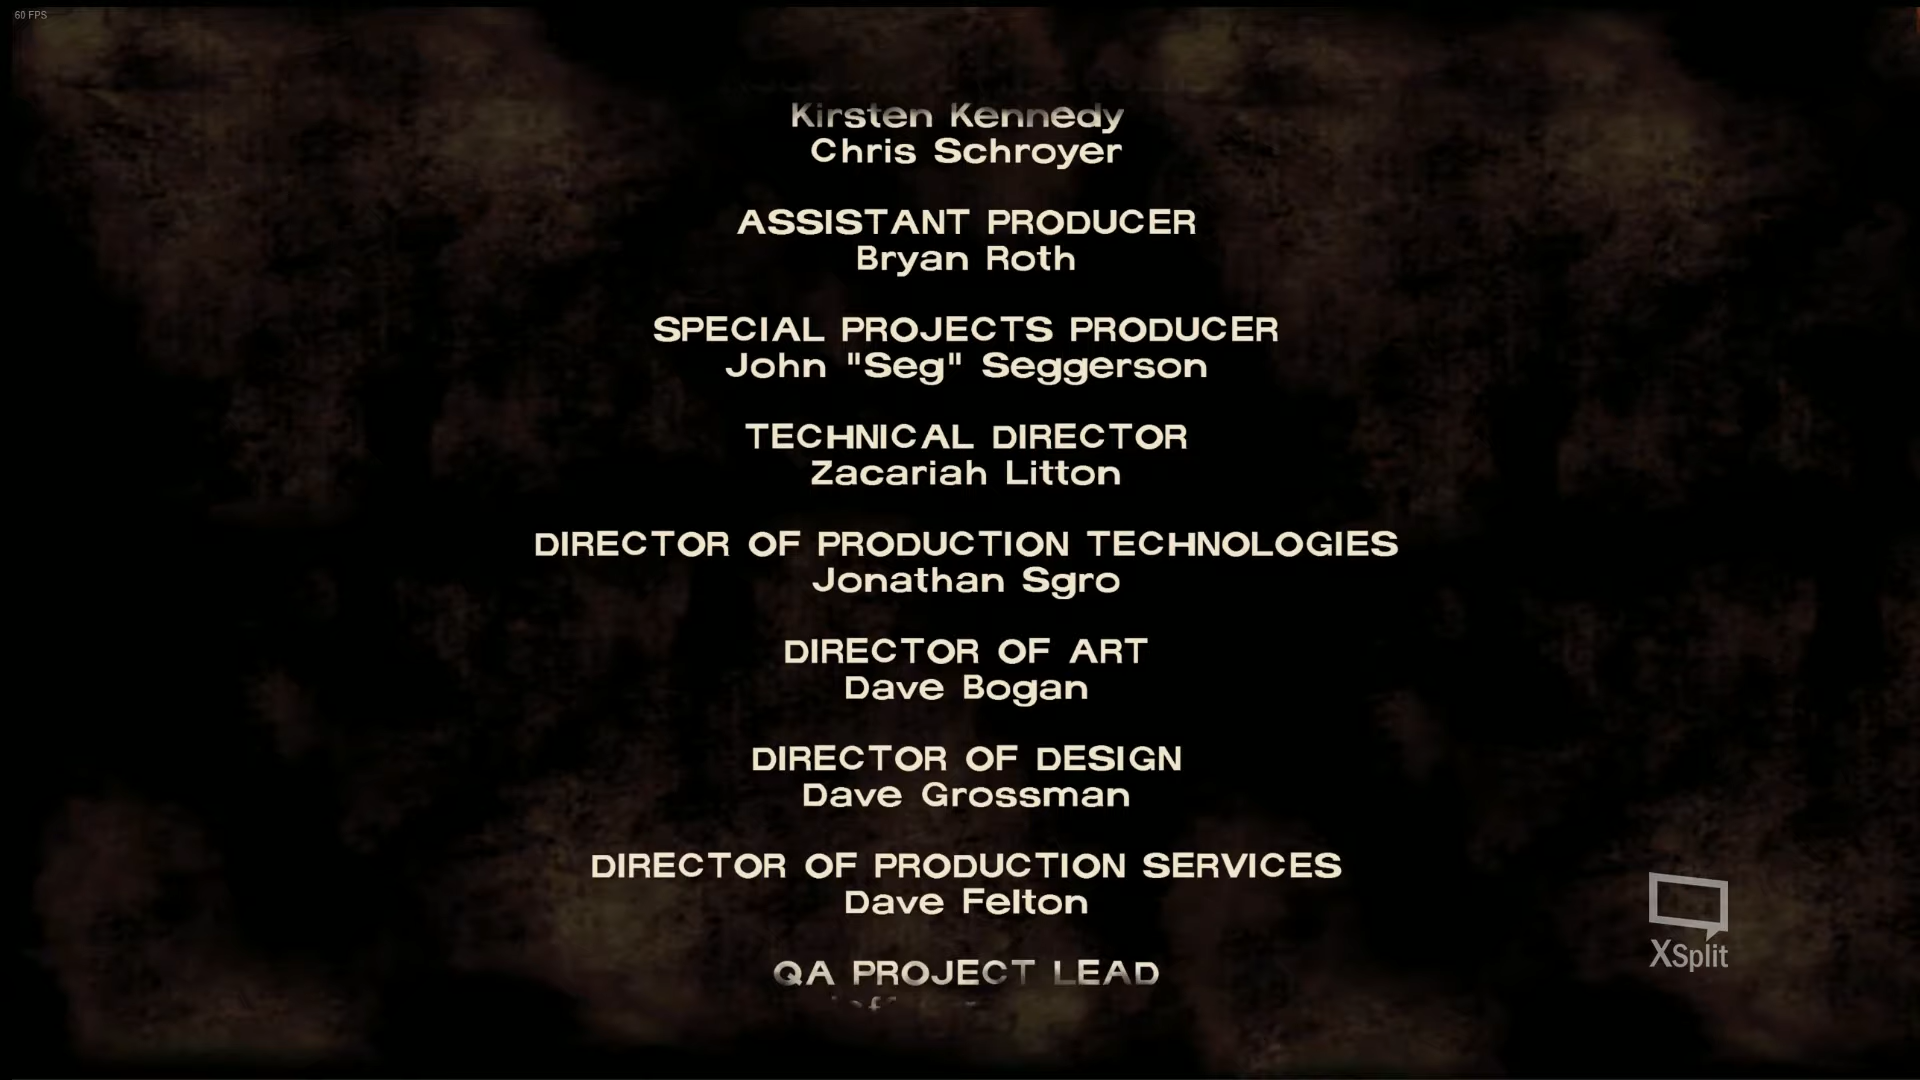 60 FPS
Kirsten Kennedy
Chris Schroyer
ASSISTANT PRODUCER
Bryan Roth
SPECIAL PROJECTS PRODUCER
John "Seg" Seggerson
TECHNICAL DIRECTOR
Zacariah Litton
DIRECTOR OF PRODUCTION TECHNOLOGIES
Jonathan Sgro
DIRECTOR OF ART
Dave Bogan
DIRECTOR OF DESIGN
Dave Grossman
DIRECTOR OF PRODUCTION SERVICES
Dave Felton
QA PROJECT LEAD
XSplit